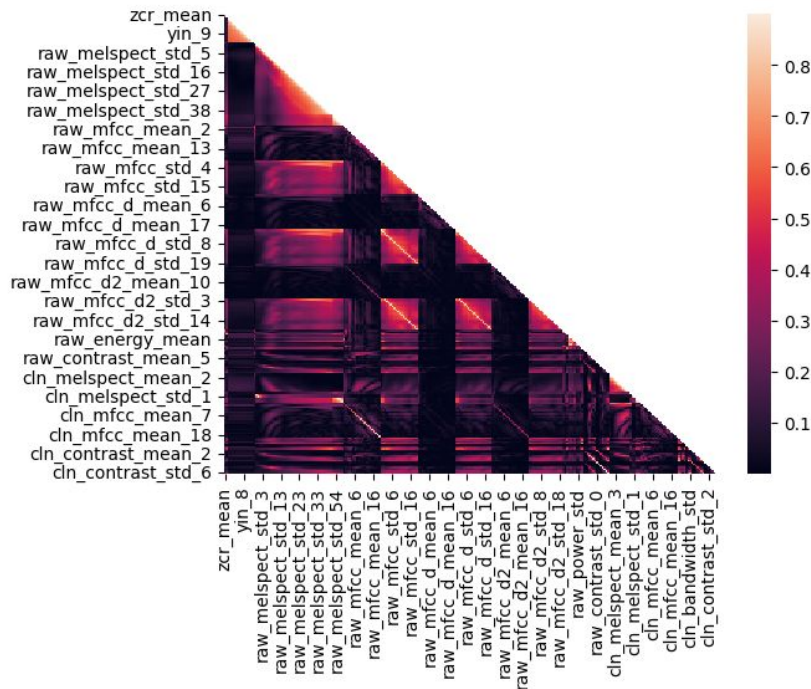 zcr_mean
yin_9
raw_melspect_std_5
raw_melspect_std_16
raw_melspect_std_27
raw_melspect_std_38
raw_mfcc_mean_2
raw_mfcc_mean_13
raw_mfcc_std_4
raw_mfcc_std_15
raw_mfcc_d_mean_6
raw_mfcc_d_mean_17
raw_mfcc_d_std_8
raw_mfcc_d_std_19
raw_mfcc_d2_mean_10
raw_mfcc_d2_std_3
raw_mfcc_d2_std_14
raw_energy_mean
raw_contrast_mean_5
cln_melspect_mean_2
cln_melspect_std_1
cln_mfcc_mean_7
cln_mfcc_mean_18
cln_contrast_mean_2
cln_contrast_std_6
zcr_mean
yin_8
raw_melspect_std_3
raw_melspect_std_13
raw_melspect_std_23
raw_melspect_std_33
raw_melspect_std_54
raw_mfcc_mean_6
raw_mfcc_mean_16
raw_mfcc_std_6
raw_mfcc_std_16
raw_mfcc_d_mean_6
raw_mfcc_d_mean_16
raw_mfcc_d_std_6
raw_mfcc_d_std_16
raw_mfcc_d2_mean_6
raw_mfcc_d2_mean_16
raw_mfcc_d2_std_8
raw_mfcc_d2_std_18
raw_power_std
raw_contrast_std_0
cln_melspect_mean_3
cln_melspect_std_1
cln_mfcc_mean_6
cln_mfcc_mean_16
cln_bandwidth_std
cln_contrast_std_2
0.8
0.7
0.6
0.5
0.4
0.3
0.2
0.1